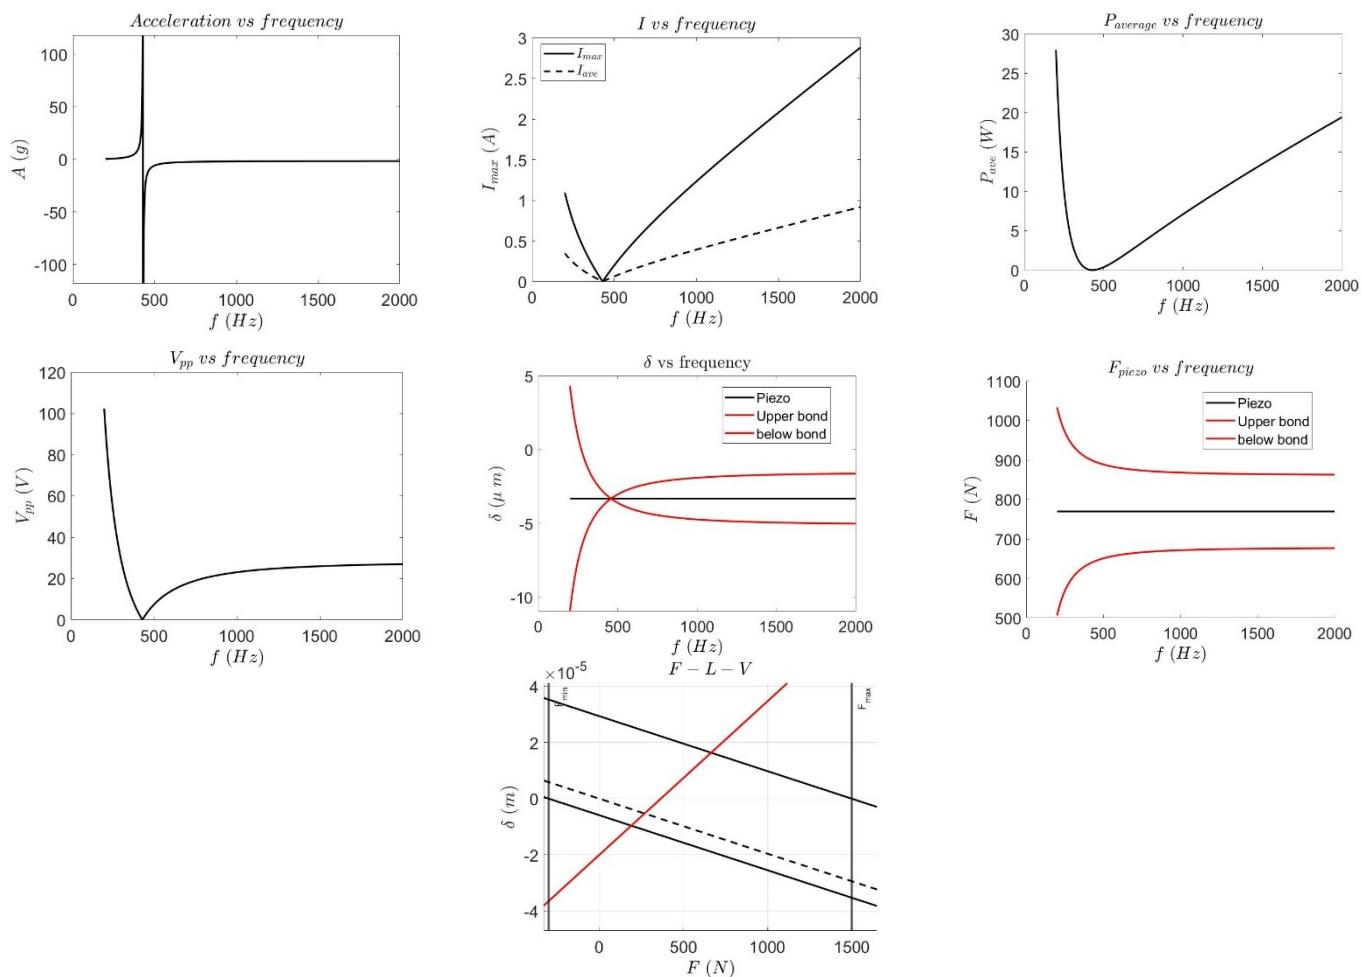 Acceleration vs frequency
100
50
0
-50
-100
A (g)
0
500
1000
1500
2000
f (Hz)
I vs frequency
I_max
I_ave
3
2.5
2
1.5
1
0.5
0
I_max (A)
0
500
1000
1500
2000
f (Hz)
P_average vs frequency
30
25
20
15
10
5
0
P_ave (W)
0
500
1000
1500
2000
f (Hz)
V_pp vs frequency
120
100
80
60
40
20
0
V_pp (V)
0
500
1000
1500
2000
f (Hz)
δ vs frequency
Piezo
Upper bond
below bond
5
0
-5
-10
δ (μ m)
0
500
1000
1500
2000
f (Hz)
F_piezo vs frequency
Piezo
Upper bond
below bond
1100
1000
900
800
700
600
500
F (N)
0
500
1000
1500
2000
f (Hz)
F − L − V
×10^-5
F_min
F_max
4
2
0
-2
-4
δ (m)
0
500
1000
1500
F (N)